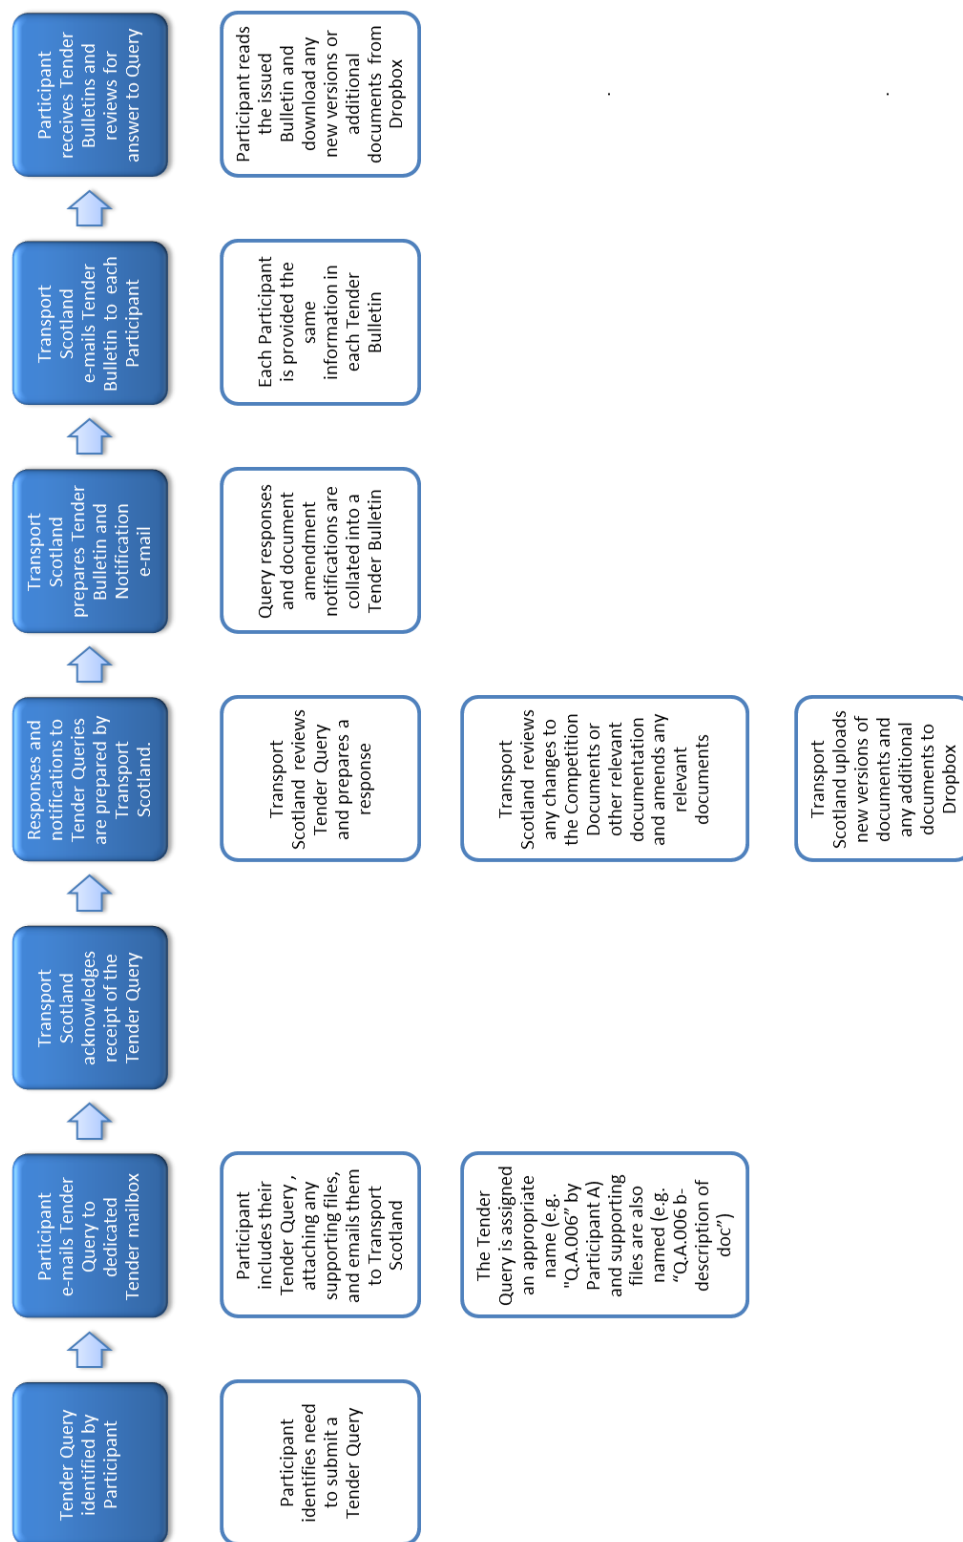 Tender Query
identified by
Participant
Participant
e-mails Tender
Query to
dedicated
Tender mailbox
Transport
Scotland
acknowledges
receipt of the
Tender Query
Responses and
notifications to
Tender Queries
are prepared by
Transport
Scotland.
Transport
Scotland
prepares Tender
Bulletin and
Notification
e-mail
Transport
Scotland
e-mails Tender
Bulletin to each
Participant
Participant
receives Tender
Bulletins and
reviews for
answer to Query
Participant
identifies need
to submit a
Tender Query
Participant
includes their
Tender Query ,
attaching any
supporting files,
and emails them
to Transport
Scotland
Transport
Scotland reviews
Tender Query
and prepares a
response
Query responses
and document
amendment
notifications are
collated into a
Tender Bulletin
Each Participant
is provided the
same
information in
each Tender
Bulletin
Participant reads
the issued
Bulletin and
download any
new versions or
additional
documents from
Dropbox
The Tender
Query is assigned
an appropriate
name (e.g.
"Q.A.006” by
Participant A)
and supporting
files are also
named (e.g.
“Q.A.006 b-
description of
doc”)
Transport
Scotland reviews
any changes to
the Competition
Documents or
other relevant
documentation
and amends any
relevant
documents
.
Transport
Scotland uploads
new versions of
documents and
any additional
documents to
Dropbox
.